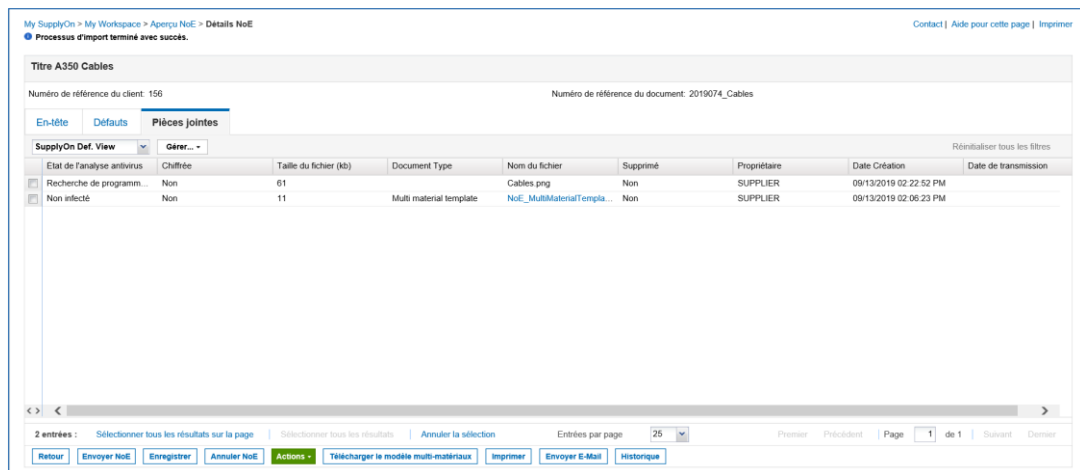 My SupplyOn > My Workspace > Aperçu NoE > Détails NoE
Contact | Aide pour cette page | Imprimer
Processus d'import terminé avec succès.
Titre A350 Cables
Numéro de référence du client: 156 Numéro de référence du document: 2019074_Cables
En-tête Défauts Pièces jointes
SupplyOn Def. View Gérer... Réinitialiser tous les filtres
Etat de l'analyse antivirus Chiffrée Taille du fichier (kb) Document Type Nom du fichier Supprimé Propriétaire Date Création Date de transmission
Recherche de programm... Non 61 Cables.png Non SUPPLIER 09/13/2019 02:22:52 PM
Non infecté Non 11 Multi material template NoE_MultiMaterialTempla... Non SUPPLIER 09/13/2019 02:06:23 PM
2 entrées : Sélectionner tous les résultats sur la page | Sélectionner tous les résultats | Annuler la sélection Entrées par page 25 Premier Précédent | Page 1 de 1 | Suivant Dernier
Retour Envoyer NoE Enregistrer Annuler NoE Actions Télécharger le modèle multi-matériaux Imprimer Envoyer E-Mail Historique